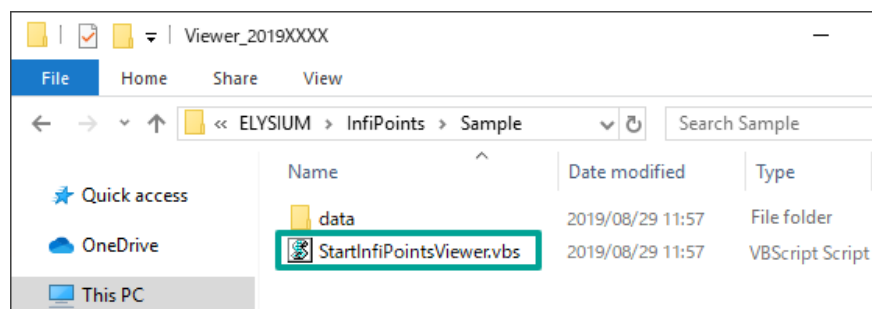 Viewer_2019XXXX
File Home Share View
« ELYSIUM > InfiPoints > Sample Search Sample
Name Date modified Type
Quick access
data 2019/08/29 11:57 File folder
OneDrive
StartInfiPointsViewer.vbs 2019/08/29 11:57 VBScript Script
This PC